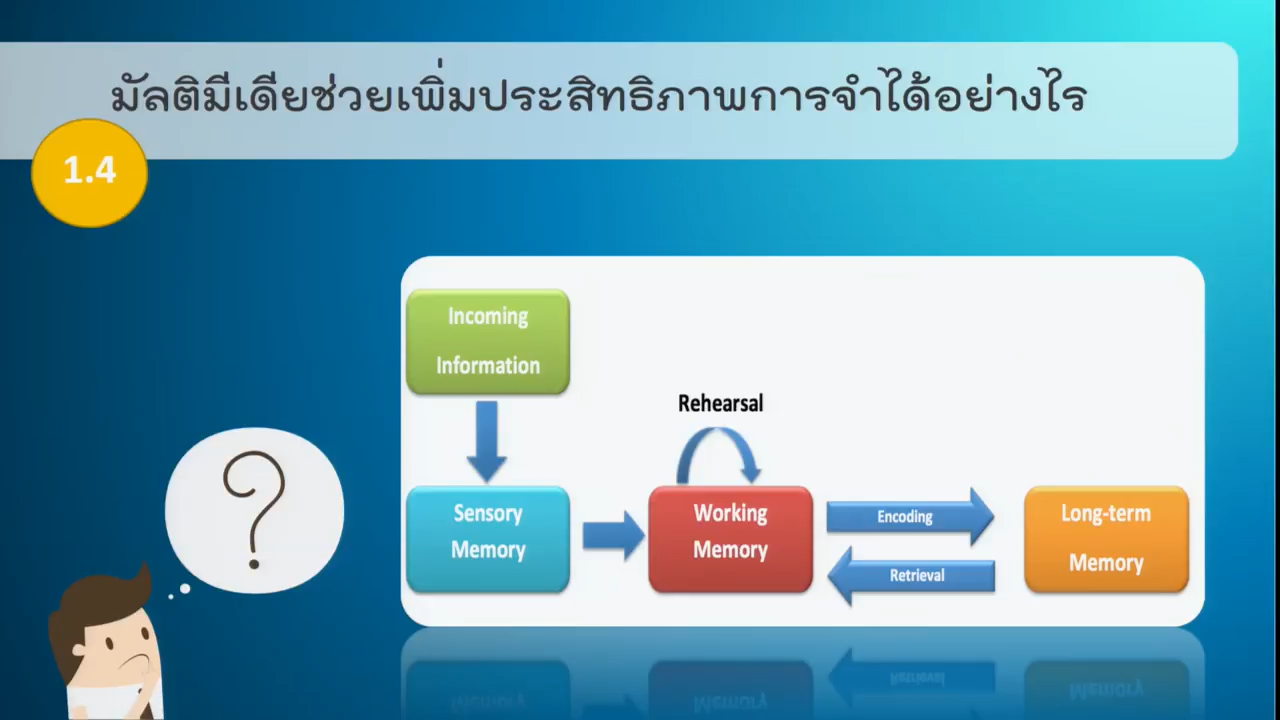 มัลติมีเดียช่วยเพิ่มประสิทธิภาพการจำได้อย่างไร
1.4
Incoming
Information
Rehearsal
Sensory
Memory
Working
Memory
Encoding
Retrieval
Long-term
Memory
?